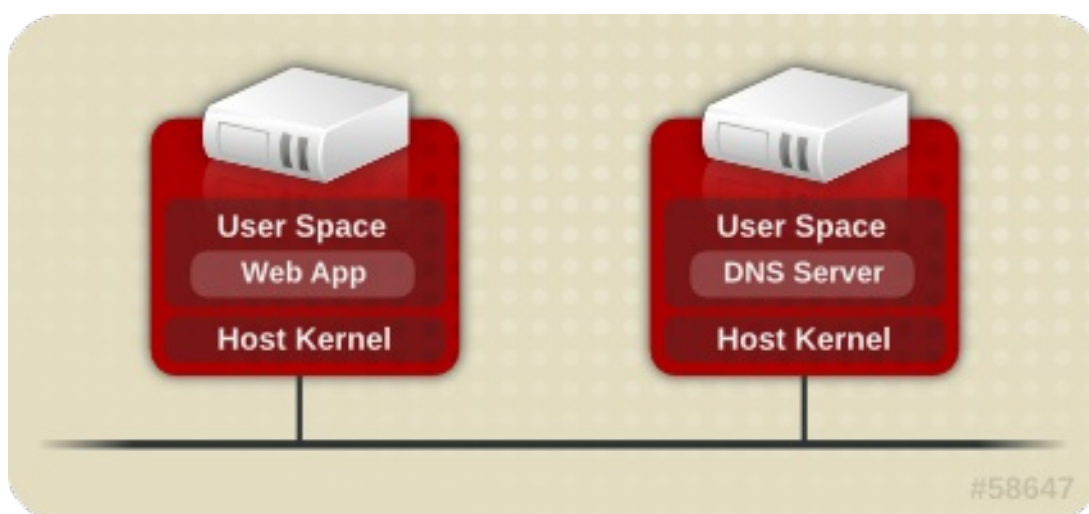 User Space
Web App
Host Kernel
User Space
DNS Server
Host Kernel
#58647